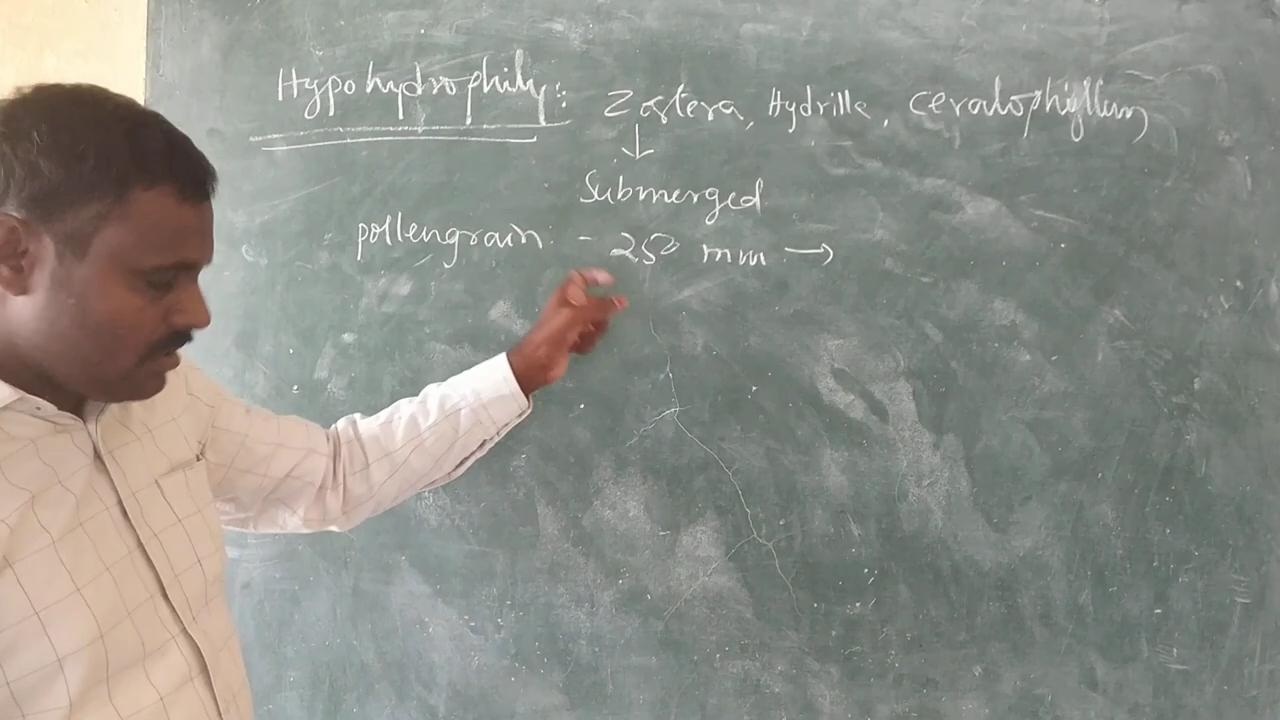 Hypohydrophily: Zostera, Hydrilla, Ceratophyllum
↓
Submerged
pollengrain: - 250 mm →